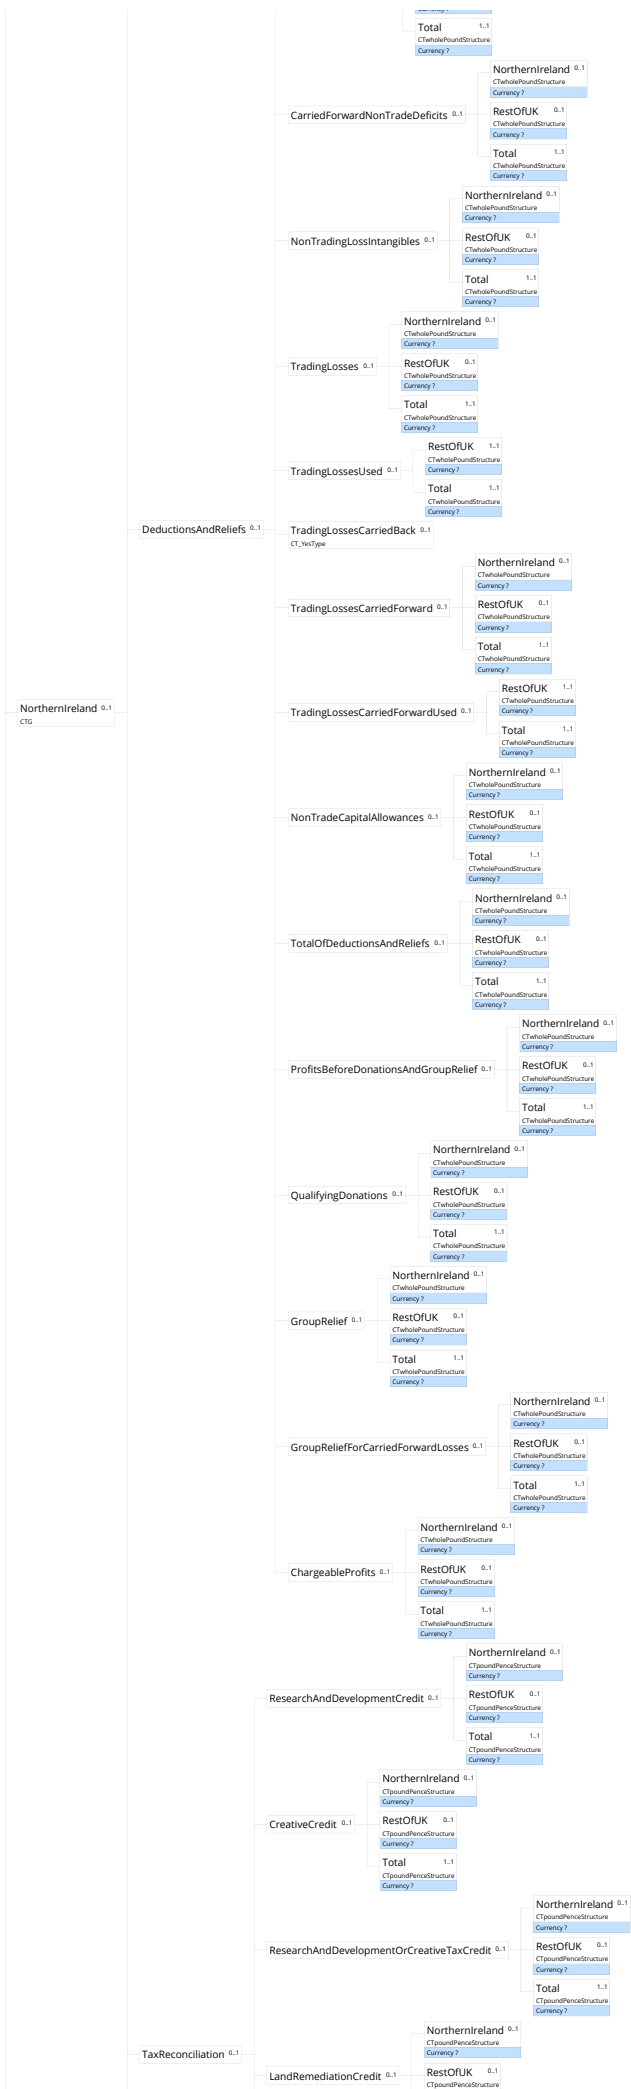 Currency ?
Total 1..1
CTwholePoundStructure
Currency ?
NorthernIreland 0..1
CTwholePoundStructure
Currency ?
CarriedForwardNonTradeDeficits 0..1
RestOfUK 0..1
CTwholePoundStructure
Currency ?
Total 1..1
CTwholePoundStructure
Currency ?
NorthernIreland 0..1
CTwholePoundStructure
Currency ?
NonTradingLossIntangibles 0..1
RestOfUK 0..1
CTwholePoundStructure
Currency ?
Total 1..1
CTwholePoundStructure
Currency ?
NorthernIreland 0..1
CTwholePoundStructure
Currency ?
TradingLosses 0..1
RestOfUK 0..1
CTwholePoundStructure
Currency ?
Total 1..1
CTwholePoundStructure
Currency ?
RestOfUK 1..1
CTwholePoundStructure
Currency ?
TradingLossesUsed 0..1
Total 1..1
CTwholePoundStructure
Currency ?
DeductionsAndReliefs 0..1
TradingLossesCarriedBack 0..1
CT_YesType
NorthernIreland 0..1
CTwholePoundStructure
Currency ?
TradingLossesCarriedForward 0..1
RestOfUK 0..1
CTwholePoundStructure
Currency ?
Total 1..1
CTwholePoundStructure
Currency ?
NorthernIreland 0..1
CTG
RestOfUK 1..1
CTwholePoundStructure
Currency ?
TradingLossesCarriedForwardUsed 0..1
Total 1..1
CTwholePoundStructure
Currency ?
NorthernIreland 0..1
CTwholePoundStructure
Currency ?
NonTradeCapitalAllowances 0..1
RestOfUK 0..1
CTwholePoundStructure
Currency ?
Total 1..1
CTwholePoundStructure
Currency ?
NorthernIreland 0..1
CTwholePoundStructure
Currency ?
TotalOfDeductionsAndReliefs 0..1
RestOfUK 0..1
CTwholePoundStructure
Currency ?
Total 1..1
CTwholePoundStructure
Currency ?
NorthernIreland 0..1
CTwholePoundStructure
Currency ?
ProfitsBeforeDonationsAndGroupRelief 0..1
RestOfUK 0..1
CTwholePoundStructure
Currency ?
Total 1..1
CTwholePoundStructure
Currency ?
NorthernIreland 0..1
CTwholePoundStructure
Currency ?
QualifyingDonations 0..1
RestOfUK 0..1
CTwholePoundStructure
Currency ?
Total 1..1
CTwholePoundStructure
Currency ?
NorthernIreland 0..1
CTwholePoundStructure
Currency ?
GroupRelief 0..1
RestOfUK 0..1
CTwholePoundStructure
Currency ?
Total 1..1
CTwholePoundStructure
Currency ?
NorthernIreland 0..1
CTwholePoundStructure
Currency ?
GroupReliefForCarriedForwardLosses 0..1
RestOfUK 0..1
CTwholePoundStructure
Currency ?
Total 1..1
CTwholePoundStructure
Currency ?
NorthernIreland 0..1
CTwholePoundStructure
Currency ?
ChargeableProfits 0..1
RestOfUK 0..1
CTwholePoundStructure
Currency ?
Total 1..1
CTwholePoundStructure
Currency ?
NorthernIreland 0..1
CTpoundPenceStructure
Currency ?
ResearchAndDevelopmentCredit 0..1
RestOfUK 0..1
CTpoundPenceStructure
Currency ?
Total 1..1
CTpoundPenceStructure
Currency ?
NorthernIreland 0..1
CTpoundPenceStructure
Currency ?
CreativeCredit 0..1
RestOfUK 0..1
CTpoundPenceStructure
Currency ?
Total 1..1
CTpoundPenceStructure
Currency ?
NorthernIreland 0..1
CTpoundPenceStructure
Currency ?
ResearchAndDevelopmentOrCreativeTaxCredit 0..1
RestOfUK 0..1
CTpoundPenceStructure
Currency ?
Total 1..1
CTpoundPenceStructure
Currency ?
NorthernIreland 0..1
CTpoundPenceStructure
Currency ?
TaxReconciliation 0..1
LandRemediationCredit 0..1
RestOfUK 0..1
CTpoundPenceStructure